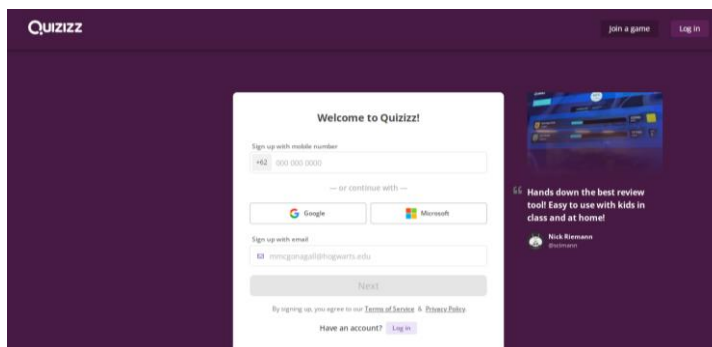 Quizizz
Join a game
Log in
Welcome to Quizizz!
Sign up with mobile number
+62 000 000 0000
— or continue with —
Google
Microsoft
Sign up with email
mmcgonagall@hogwarts.edu
Next
By signing up, you agree to our Terms of Service & Privacy Policy.
Have an account? Log in
“ Hands down the best review
tool! Easy to use with kids in
class and at home!
Nick Riemann